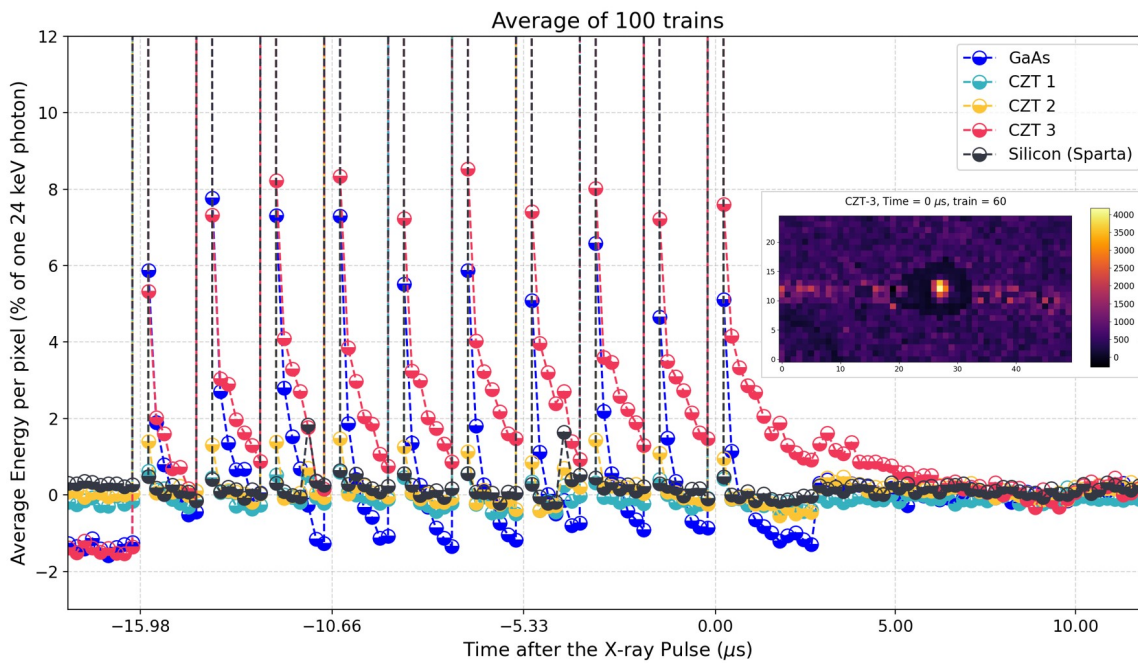 Average of 100 trains
Average Energy per pixel (% of one 24 keV photon)
12
10
8
6
4
2
0
−2
GaAs
CZT 1
CZT 2
CZT 3
Silicon (Sparta)
CZT-3, Time = 0 μs, train = 60
25
20
15
10
5
0
0 10 20 30 40
4000
3500
3000
2500
2000
1500
1000
500
0
−15.98 −10.66 −5.33 0.00 5.00 10.00
Time after the X-ray Pulse (μs)